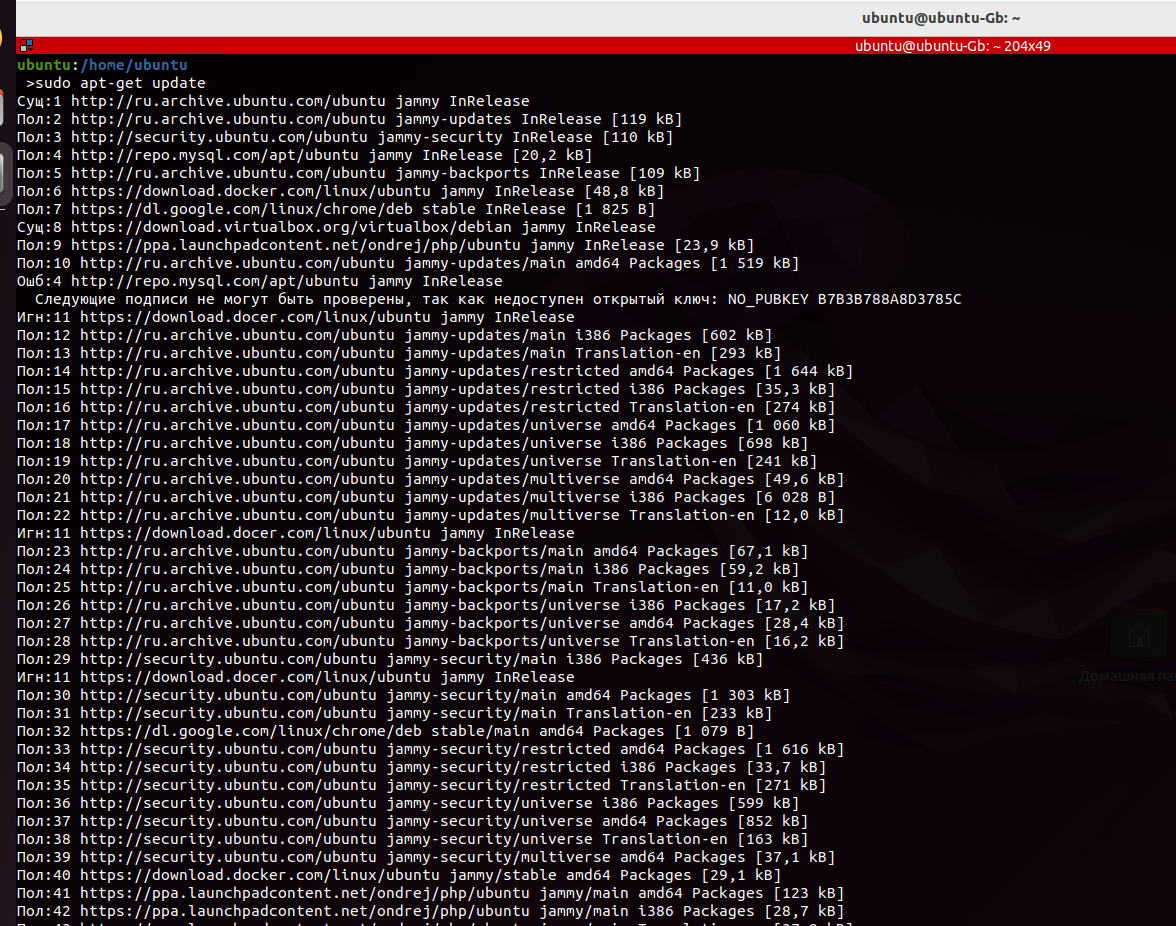 ubuntu@ubuntu-Gb: ~
ubuntu@ubuntu-Gb: ~ 204x49
ubuntu:/home/ubuntu
>sudo apt-get update
Сущ:1 http://ru.archive.ubuntu.com/ubuntu jammy InRelease
Пол:2 http://ru.archive.ubuntu.com/ubuntu jammy-updates InRelease [119 kB]
Пол:3 http://security.ubuntu.com/ubuntu jammy-security InRelease [110 kB]
Пол:4 http://repo.mysql.com/apt/ubuntu jammy InRelease [20,2 kB]
Пол:5 http://ru.archive.ubuntu.com/ubuntu jammy-backports InRelease [109 kB]
Пол:6 https://download.docker.com/linux/ubuntu jammy InRelease [48,8 kB]
Пол:7 https://dl.google.com/linux/chrome/deb stable InRelease [1 825 B]
Сущ:8 https://download.virtualbox.org/virtualbox/debian jammy InRelease
Пол:9 https://ppa.launchpadcontent.net/ondrej/php/ubuntu jammy InRelease [23,9 kB]
Пол:10 http://ru.archive.ubuntu.com/ubuntu jammy-updates/main amd64 Packages [1 519 kB]
Ошб:4 http://repo.mysql.com/apt/ubuntu jammy InRelease
Следующие подписи не могут быть проверены, так как недоступен открытый ключ: NO_PUBKEY B7B3B788A8D3785C
Игн:11 https://download.docer.com/linux/ubuntu jammy InRelease
Пол:12 http://ru.archive.ubuntu.com/ubuntu jammy-updates/main i386 Packages [602 kB]
Пол:13 http://ru.archive.ubuntu.com/ubuntu jammy-updates/main Translation-en [293 kB]
Пол:14 http://ru.archive.ubuntu.com/ubuntu jammy-updates/restricted amd64 Packages [1 644 kB]
Пол:15 http://ru.archive.ubuntu.com/ubuntu jammy-updates/restricted i386 Packages [35,3 kB]
Пол:16 http://ru.archive.ubuntu.com/ubuntu jammy-updates/restricted Translation-en [274 kB]
Пол:17 http://ru.archive.ubuntu.com/ubuntu jammy-updates/universe amd64 Packages [1 060 kB]
Пол:18 http://ru.archive.ubuntu.com/ubuntu jammy-updates/universe i386 Packages [698 kB]
Пол:19 http://ru.archive.ubuntu.com/ubuntu jammy-updates/universe Translation-en [241 kB]
Пол:20 http://ru.archive.ubuntu.com/ubuntu jammy-updates/multiverse amd64 Packages [49,6 kB]
Пол:21 http://ru.archive.ubuntu.com/ubuntu jammy-updates/multiverse i386 Packages [6 028 B]
Пол:22 http://ru.archive.ubuntu.com/ubuntu jammy-updates/multiverse Translation-en [12,0 kB]
Игн:11 https://download.docer.com/linux/ubuntu jammy InRelease
Пол:23 http://ru.archive.ubuntu.com/ubuntu jammy-backports/main amd64 Packages [67,1 kB]
Пол:24 http://ru.archive.ubuntu.com/ubuntu jammy-backports/main i386 Packages [59,2 kB]
Пол:25 http://ru.archive.ubuntu.com/ubuntu jammy-backports/main Translation-en [11,0 kB]
Пол:26 http://ru.archive.ubuntu.com/ubuntu jammy-backports/universe i386 Packages [17,2 kB]
Пол:27 http://ru.archive.ubuntu.com/ubuntu jammy-backports/universe amd64 Packages [28,4 kB]
Пол:28 http://ru.archive.ubuntu.com/ubuntu jammy-backports/universe Translation-en [16,2 kB]
Пол:29 http://security.ubuntu.com/ubuntu jammy-security/main i386 Packages [436 kB]
Игн:11 https://download.docer.com/linux/ubuntu jammy InRelease
Домашняя
Пол:30 http://security.ubuntu.com/ubuntu jammy-security/main amd64 Packages [1 303 kB]
Пол:31 http://security.ubuntu.com/ubuntu jammy-security/main Translation-en [233 kB]
Пол:32 https://dl.google.com/linux/chrome/deb stable/main amd64 Packages [1 079 B]
Пол:33 http://security.ubuntu.com/ubuntu jammy-security/restricted amd64 Packages [1 616 kB]
Пол:34 http://security.ubuntu.com/ubuntu jammy-security/restricted i386 Packages [33,7 kB]
Пол:35 http://security.ubuntu.com/ubuntu jammy-security/restricted Translation-en [271 kB]
Пол:36 http://security.ubuntu.com/ubuntu jammy-security/universe i386 Packages [599 kB]
Пол:37 http://security.ubuntu.com/ubuntu jammy-security/universe amd64 Packages [852 kB]
Пол:38 http://security.ubuntu.com/ubuntu jammy-security/universe Translation-en [163 kB]
Пол:39 http://security.ubuntu.com/ubuntu jammy-security/multiverse amd64 Packages [37,1 kB]
Пол:40 https://download.docker.com/linux/ubuntu jammy/stable amd64 Packages [29,1 kB]
Пол:41 https://ppa.launchpadcontent.net/ondrej/php/ubuntu jammy/main amd64 Packages [123 kB]
Пол:42 https://ppa.launchpadcontent.net/ondrej/php/ubuntu jammy/main i386 Packages [28,7 kB]